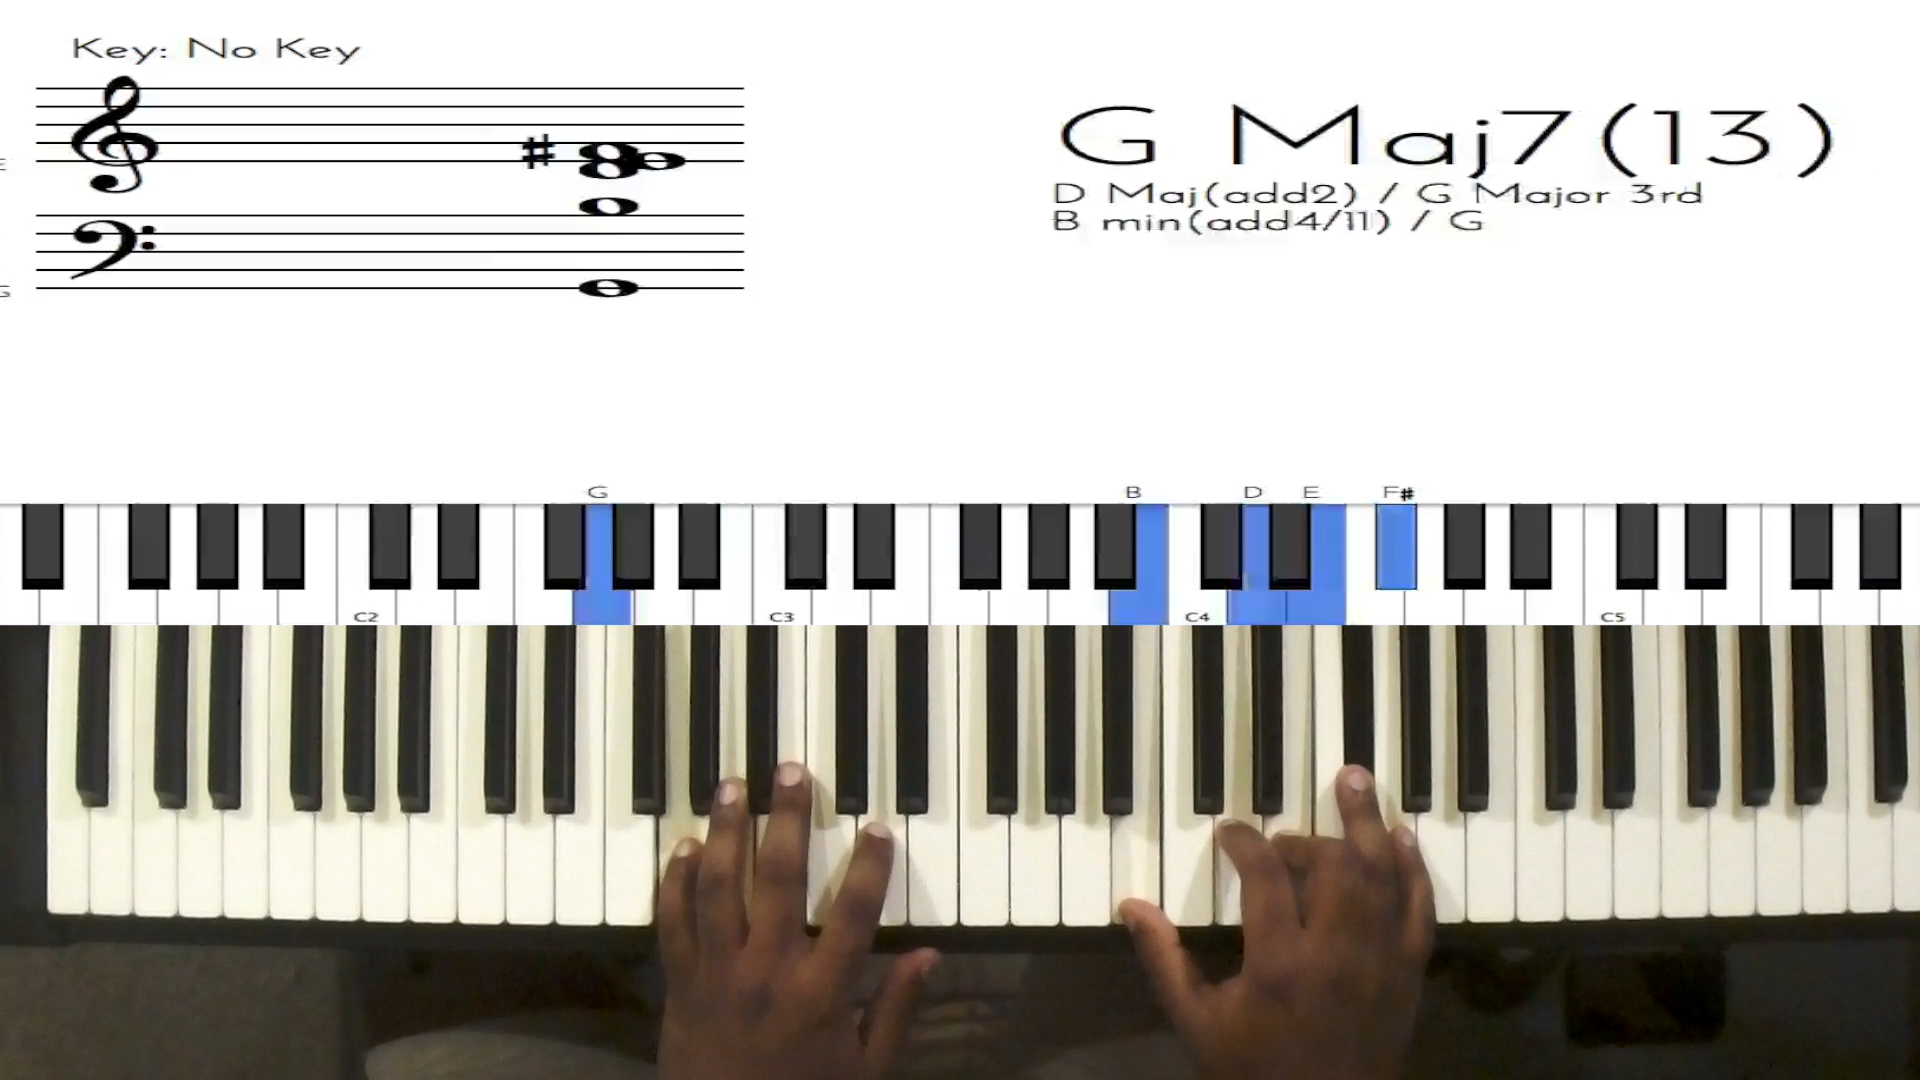 Key: No Key
E
G
G Maj7(13)
D Maj(add2) / G Major 3rd
B min(add4/11) / G
G B D E F#
C2 C3 C4 C5